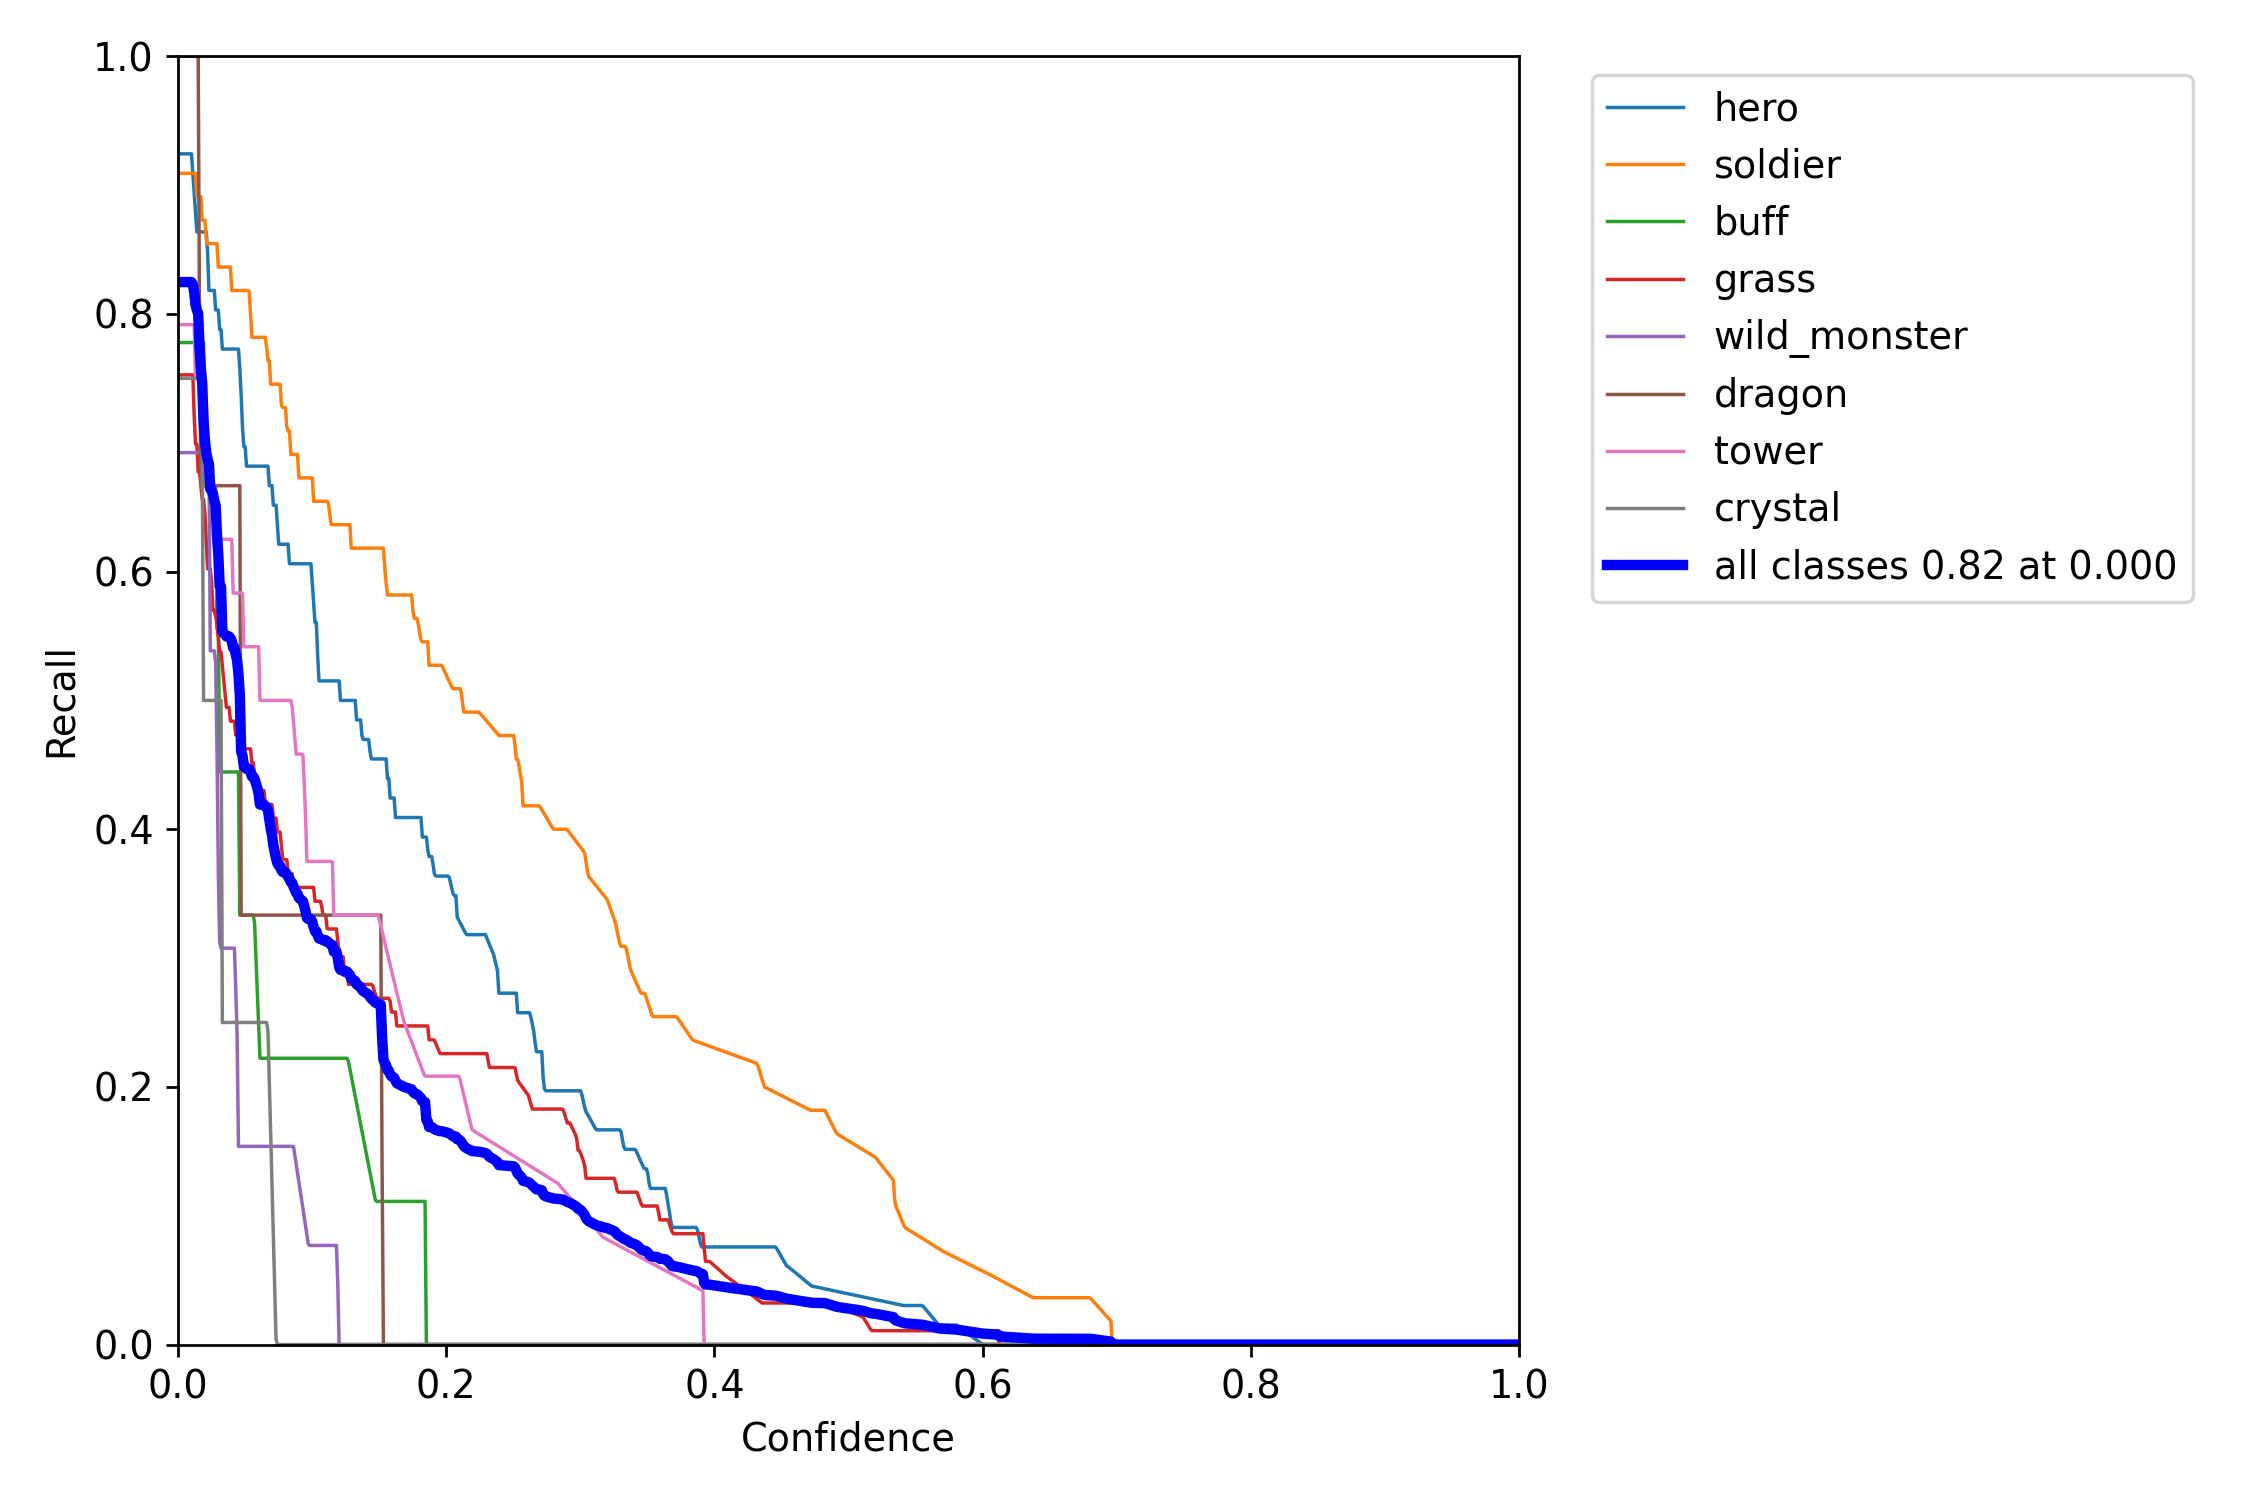 1.0
0.8
0.6
0.4
0.2
0.0
Recall
0.0 0.2 0.4 0.6 0.8 1.0
Confidence
hero
soldier
buff
grass
wild_monster
dragon
tower
crystal
all classes 0.82 at 0.000